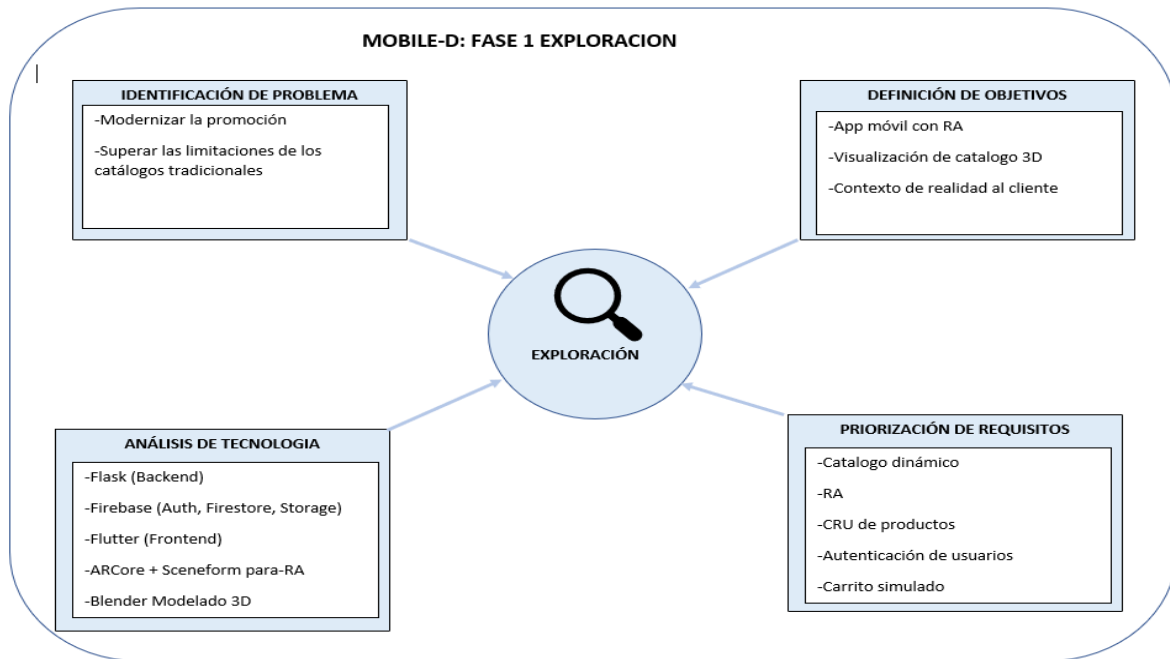 MOBILE-D: FASE 1 EXPLORACION
IDENTIFICACIÓN DE PROBLEMA
-Modernizar la promoción
-Superar las limitaciones de los
catálogos tradicionales
DEFINICIÓN DE OBJETIVOS
-App móvil con RA
-Visualización de catalogo 3D
-Contexto de realidad al cliente
EXPLORACIÓN
ANÁLISIS DE TECNOLOGIA
-Flask (Backend)
-Firebase (Auth, Firestore, Storage)
-Flutter (Frontend)
-ARCore + Sceneform para-RA
-Blender Modelado 3D
PRIORIZACIÓN DE REQUISITOS
-Catalogo dinámico
-RA
-CRU de productos
-Autenticación de usuarios
-Carrito simulado